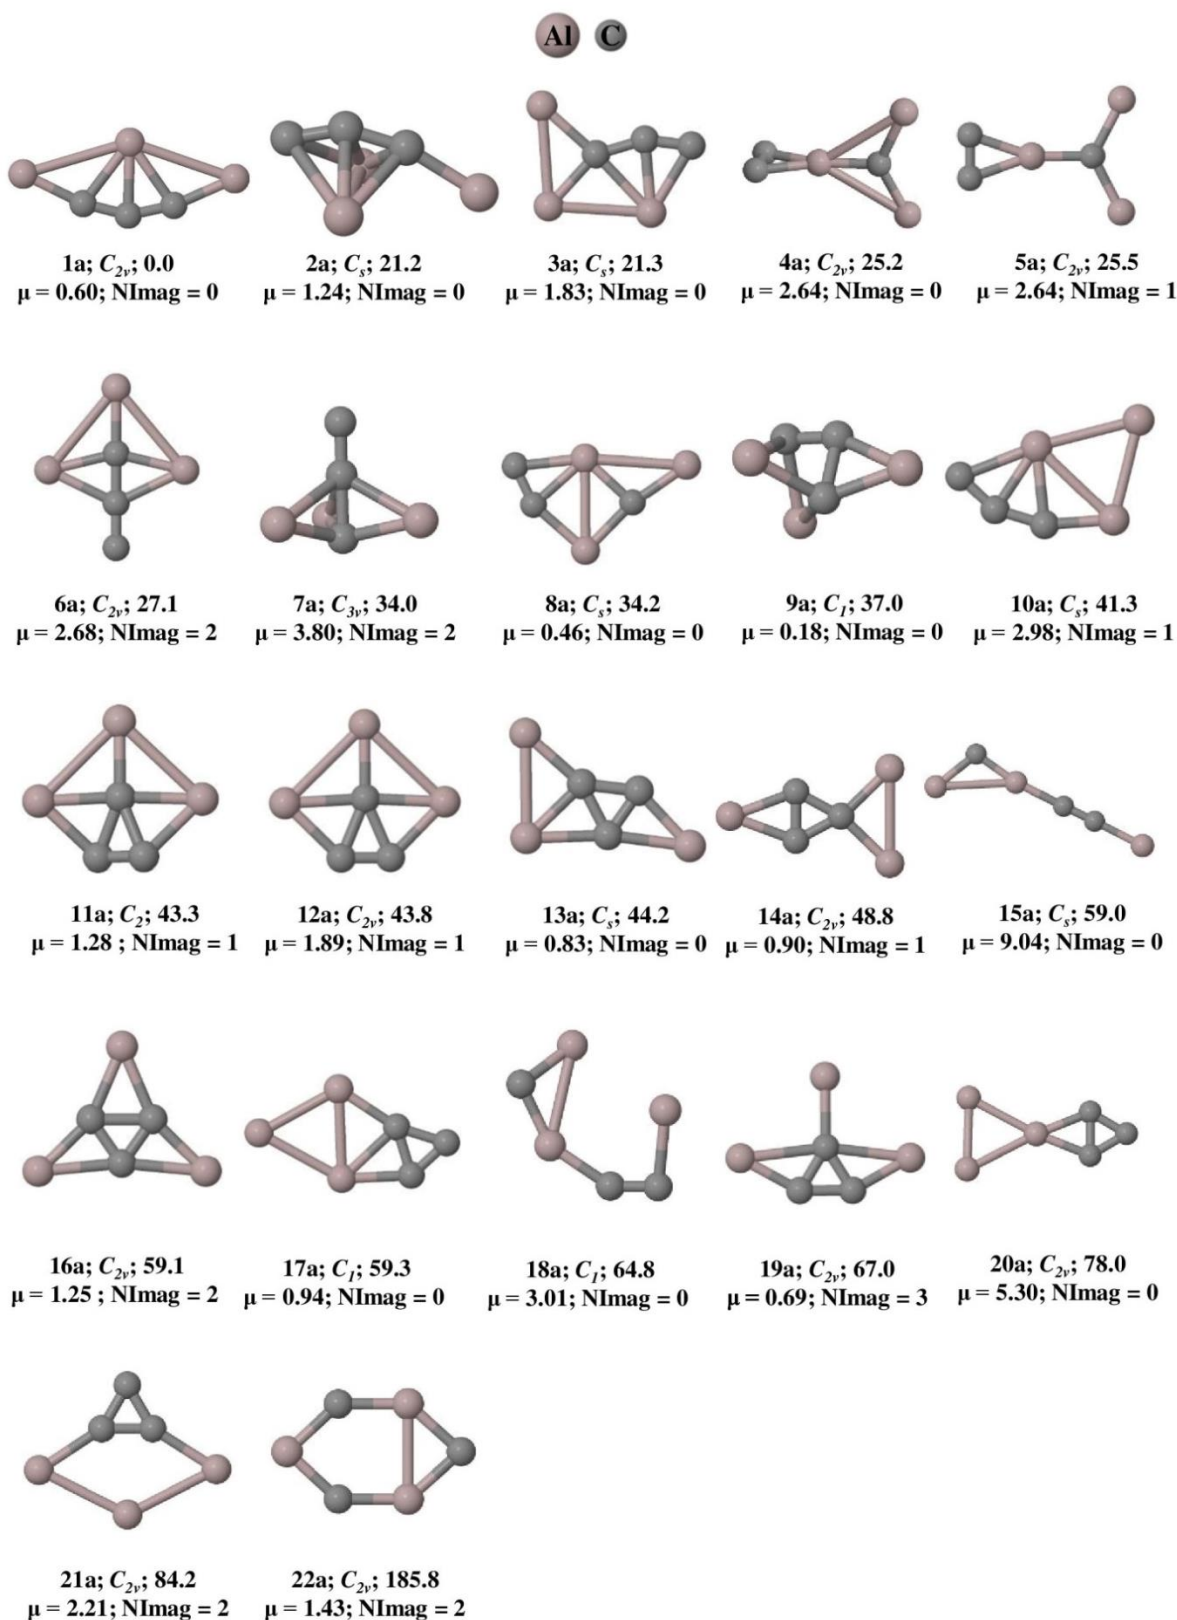 Al C
1a; C2v; 0.0
μ = 0.60; NImag = 0
2a; Cs; 21.2
μ = 1.24; NImag = 0
3a; Cs; 21.3
μ = 1.83; NImag = 0
4a; C2v; 25.2
μ = 2.64; NImag = 0
5a; C2v; 25.5
μ = 2.64; NImag = 1
6a; C2v; 27.1
μ = 2.68; NImag = 2
7a; C3v; 34.0
μ = 3.80; NImag = 2
8a; Cs; 34.2
μ = 0.46; NImag = 0
9a; C1; 37.0
μ = 0.18; NImag = 0
10a; Cs; 41.3
μ = 2.98; NImag = 1
11a; C2; 43.3
μ = 1.28 ; NImag = 1
12a; C2v; 43.8
μ = 1.89; NImag = 1
13a; Cs; 44.2
μ = 0.83; NImag = 0
14a; C2v; 48.8
μ = 0.90; NImag = 1
15a; Cs; 59.0
μ = 9.04; NImag = 0
16a; C2v; 59.1
μ = 1.25 ; NImag = 2
17a; C1; 59.3
μ = 0.94; NImag = 0
18a; C1; 64.8
μ = 3.01; NImag = 0
19a; C2v; 67.0
μ = 0.69; NImag = 3
20a; C2v; 78.0
μ = 5.30; NImag = 0
21a; C2v; 84.2
μ = 2.21; NImag = 2
22a; C2v; 185.8
μ = 1.43; NImag = 2